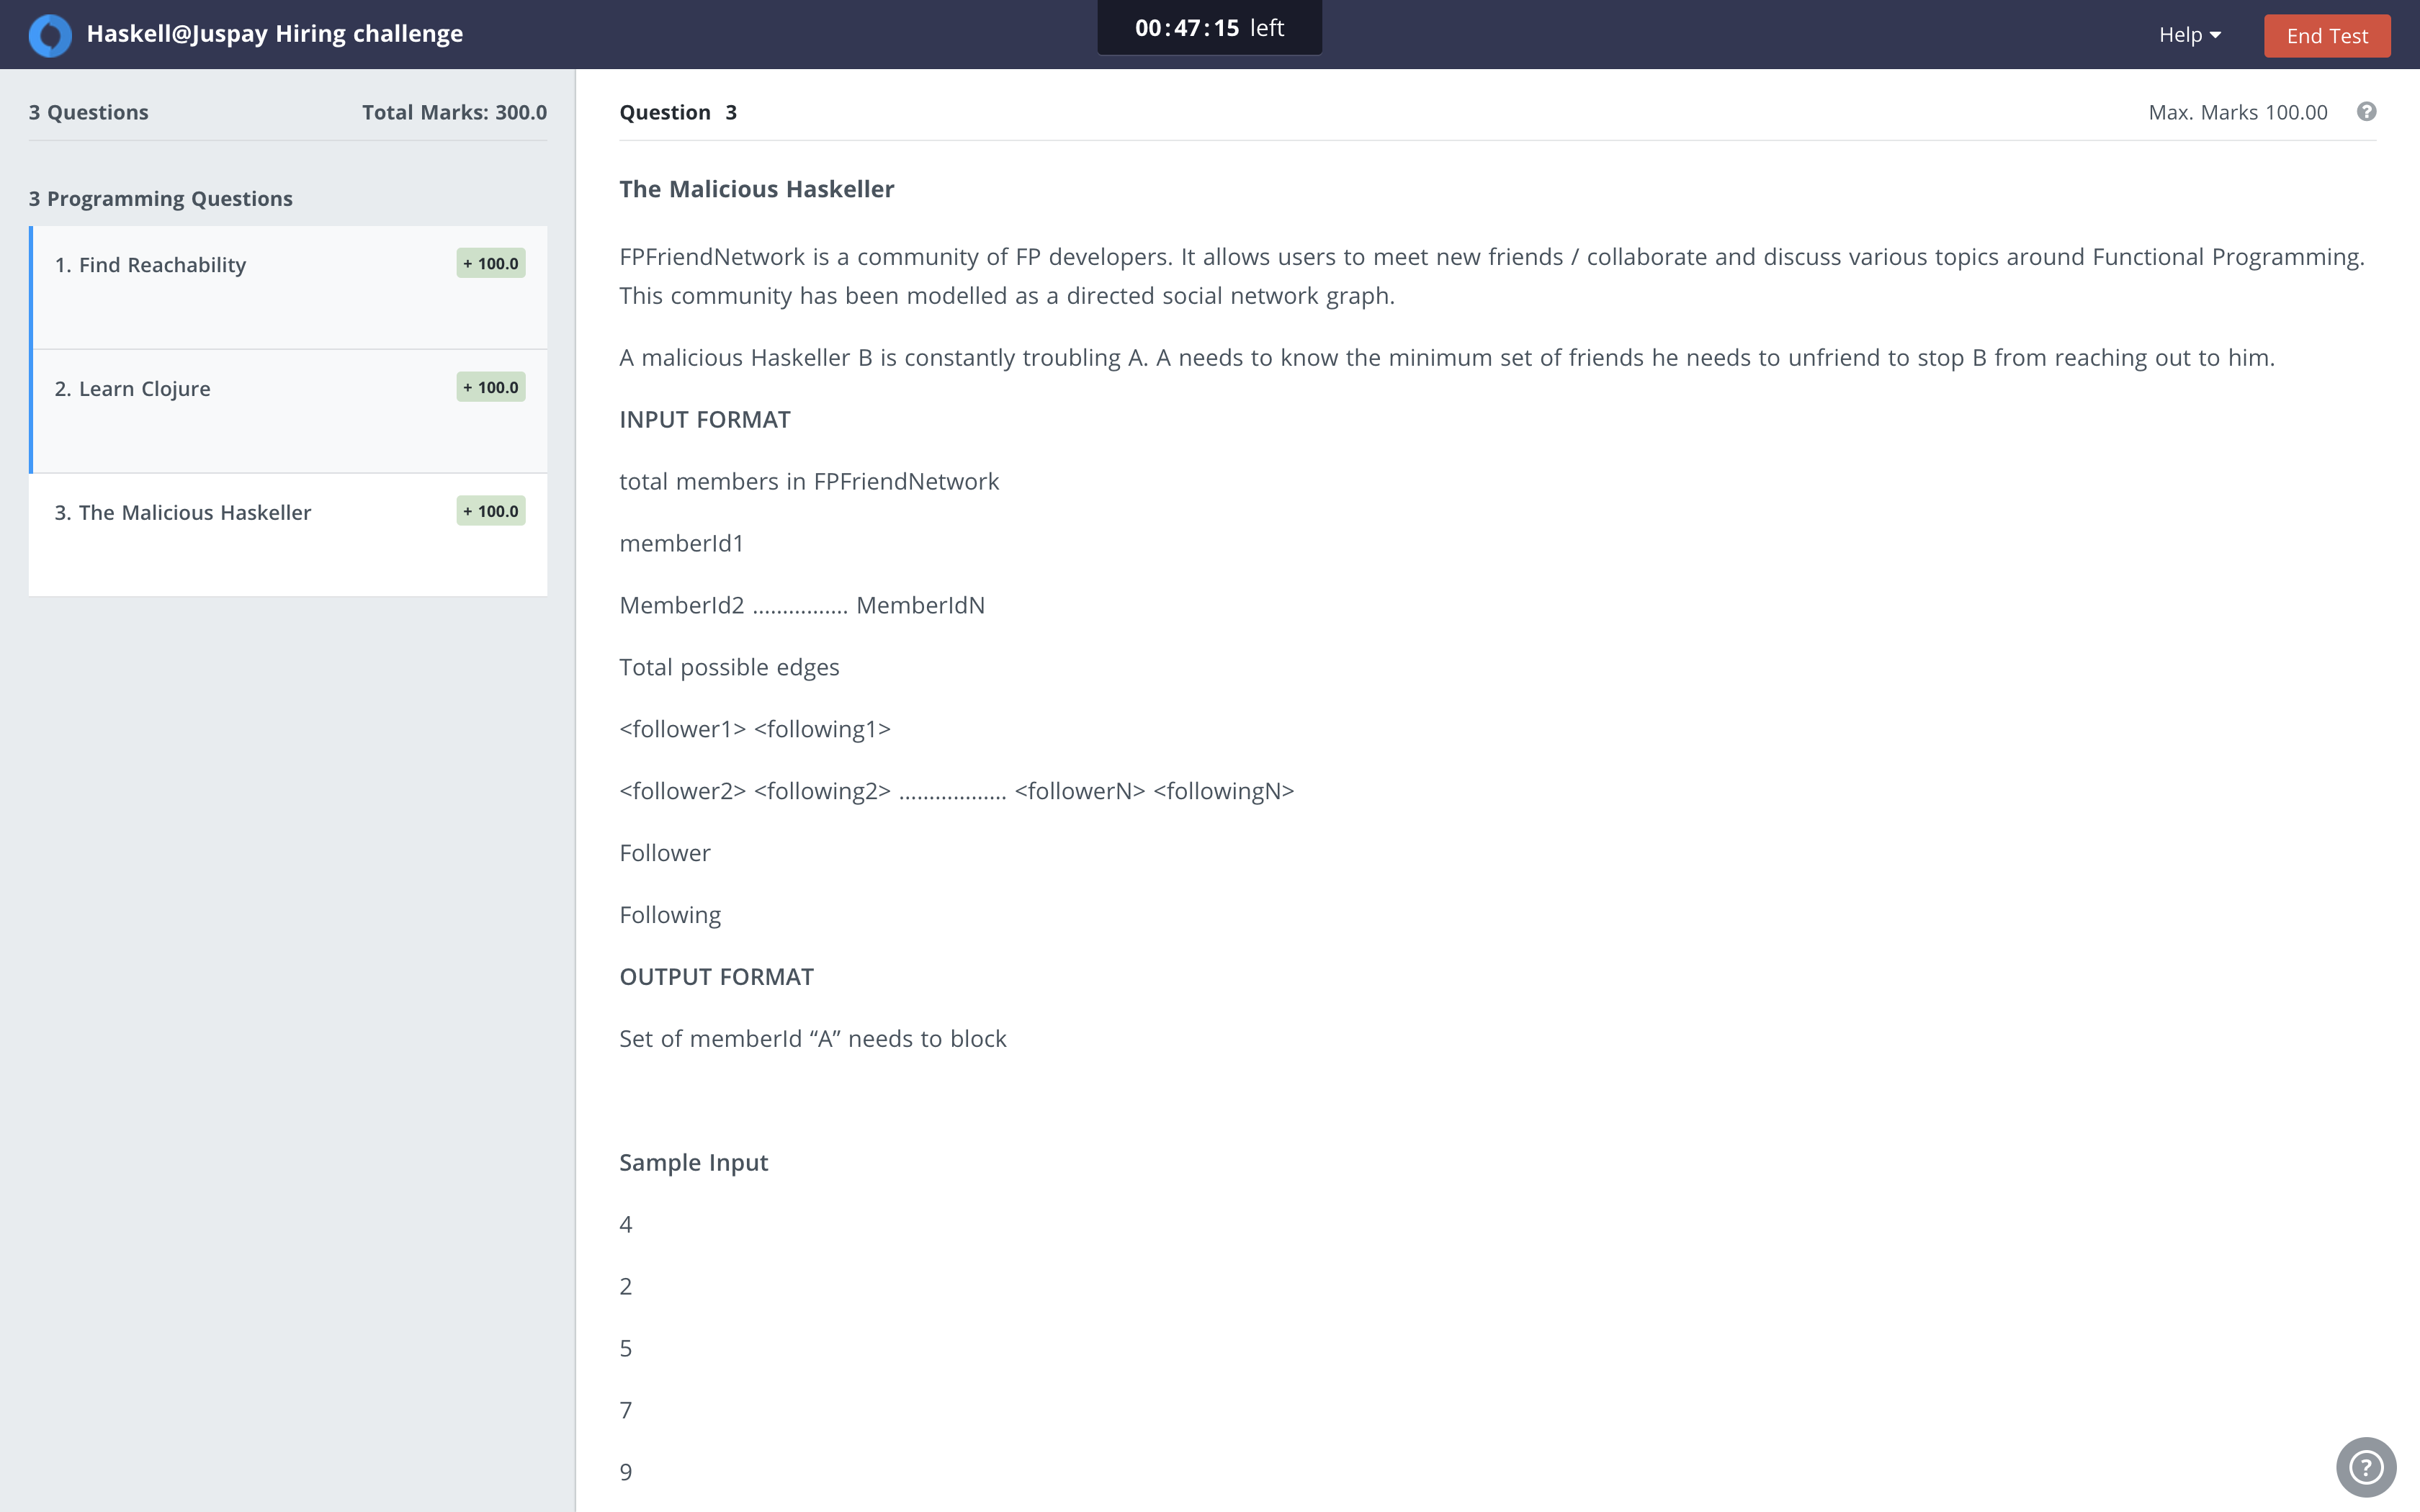 Haskell@Juspay Hiring challenge
00:47:15 left
Help
End Test
3 Questions
Total Marks: 300.0
3 Programming Questions
1. Find Reachability
+ 100.0
2. Learn Clojure
+ 100.0
3. The Malicious Haskeller
+ 100.0
Question 3
Max. Marks 100.00
?
The Malicious Haskeller
FPFriendNetwork is a community of FP developers. It allows users to meet new friends / collaborate and discuss various topics around Functional Programming.
This community has been modelled as a directed social network graph.
A malicious Haskeller B is constantly troubling A. A needs to know the minimum set of friends he needs to unfriend to stop B from reaching out to him.
INPUT FORMAT
total members in FPFriendNetwork
memberId1
MemberId2 ............... MemberIdN
Total possible edges
<follower1> <following1>
<follower2> <following2> .................. <followerN> <followingN>
Follower
Following
OUTPUT FORMAT
Set of memberId “A” needs to block
Sample Input
4
2
5
7
9
?